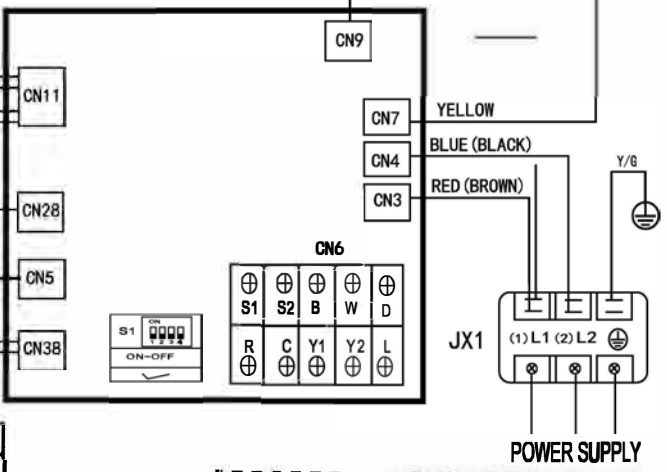 CN9
CN11
CN7
YELLOW
BLUE (BLACK)
CN4
Y/G
RED (BROWN)
CN3
CN28
CN6
CN5
S1 S2 B W D
S1
ON
1 2 3 4
ON-OFF
R C Y1 Y2 L
CN38
JX1
(1) L1 (2) L2
POWER SUPPLY